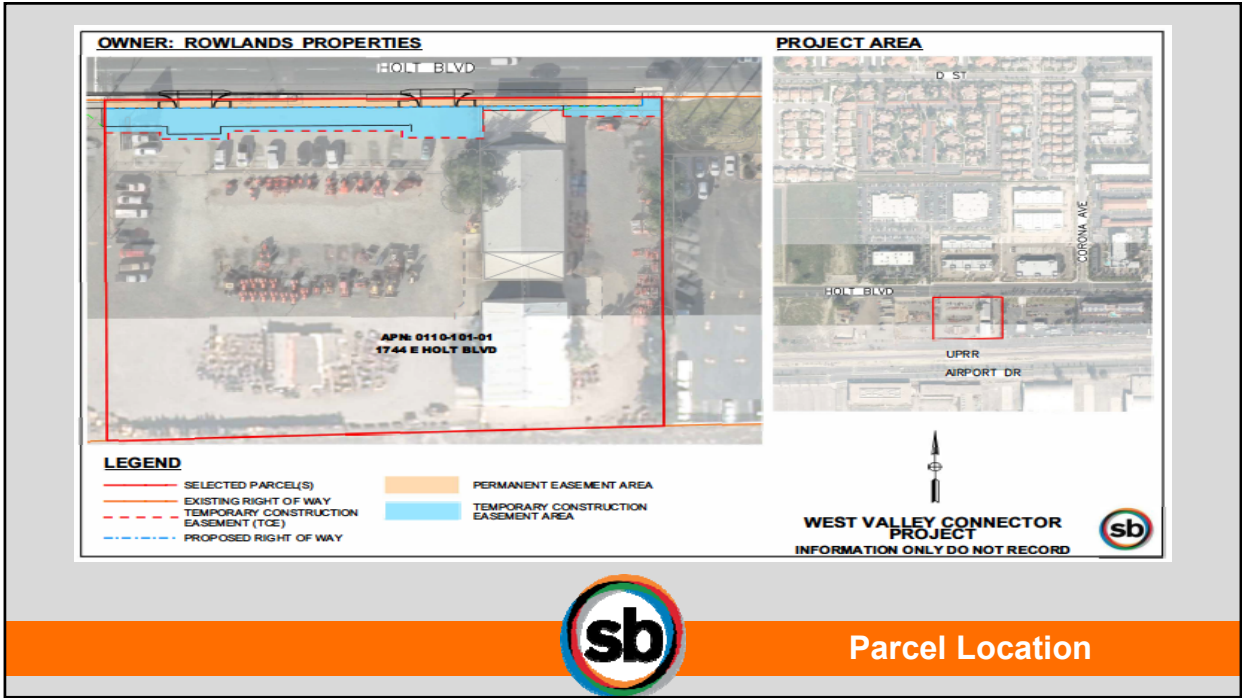 OWNER: ROWLANDS PROPERTIES
HOLT BLVD
APN: 0110-101-01
1744 E HOLT BLVD
PROJECT AREA
D ST
CORONA AVE
HOLT BLVD
UPRR
AIRPORT DR
LEGEND
SELECTED PARCEL(S)
EXISTING RIGHT OF WAY
TEMPORARY CONSTRUCTION
EASEMENT (TCE)
PROPOSED RIGHT OF WAY
PERMANENT EASEMENT AREA
TEMPORARY CONSTRUCTION
EASEMENT AREA
WEST VALLEY CONNECTOR
PROJECT
INFORMATION ONLY DO NOT RECORD
sb
sb
Parcel Location